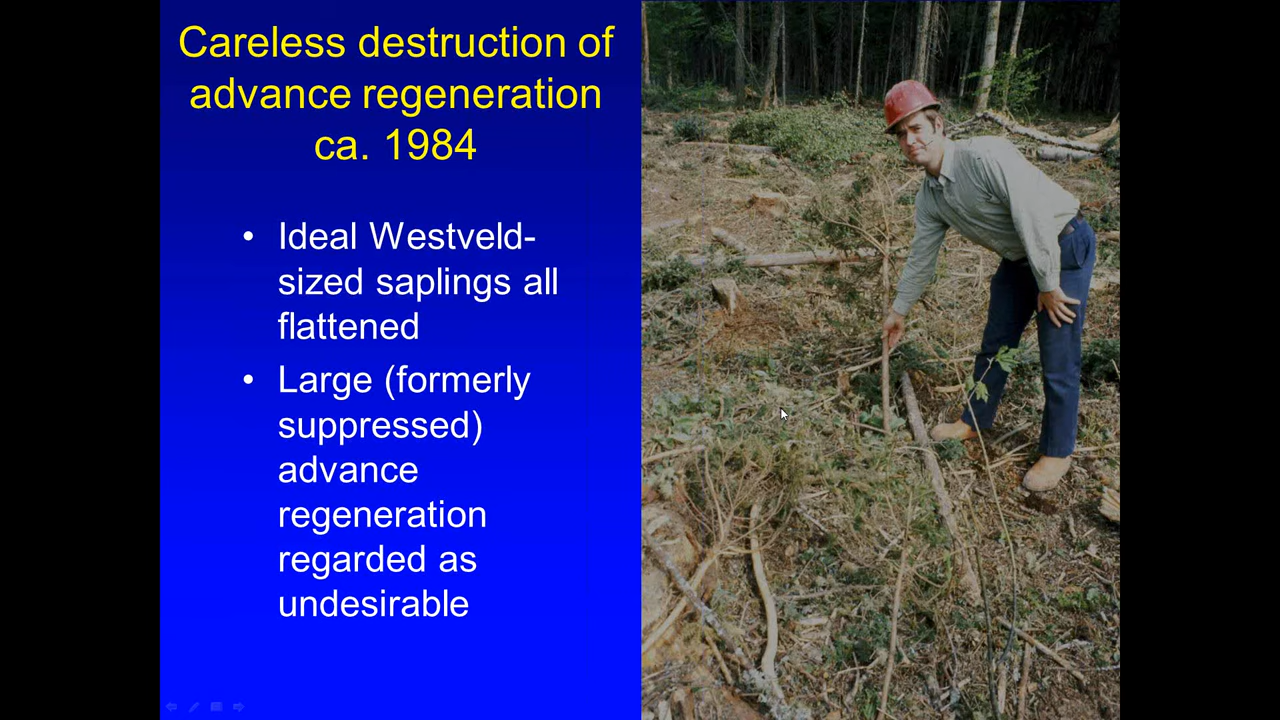 Careless destruction of
advance regeneration
ca. 1984
• Ideal Westveld-
sized saplings all
flattened
• Large (formerly
suppressed)
advance
regeneration
regarded as
undesirable